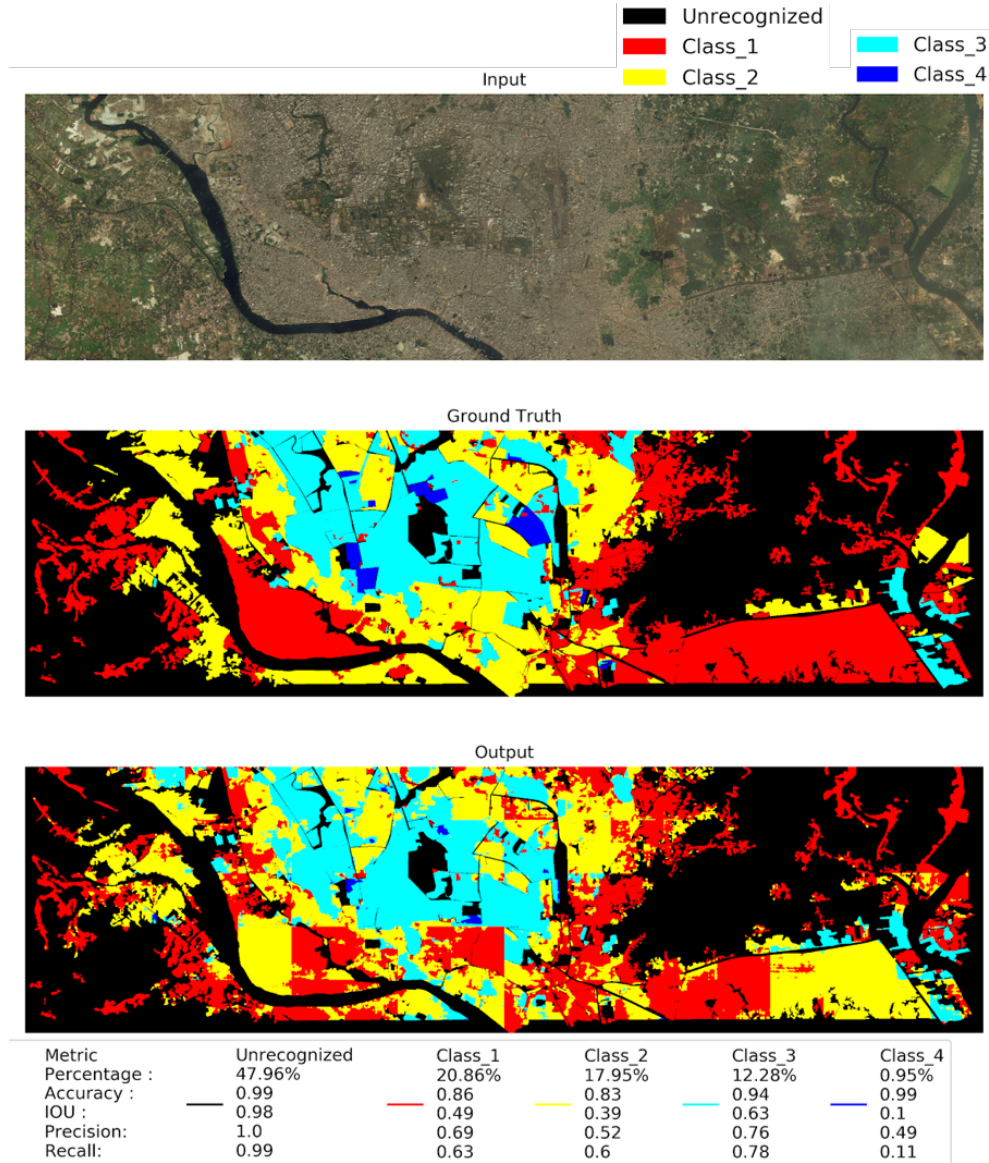 Unrecognized
Class_1
Class_2
Class_3
Class_4
Input
Ground Truth
Output
Metric Unrecognized Class_1 Class_2 Class_3 Class_4
Percentage : 47.96% 20.86% 17.95% 12.28% 0.95%
Accuracy : 0.99 0.86 0.83 0.94 0.99
IOU : 0.98 0.49 0.39 0.63 0.1
Precision: 1.0 0.69 0.52 0.76 0.49
Recall: 0.99 0.63 0.6 0.78 0.11